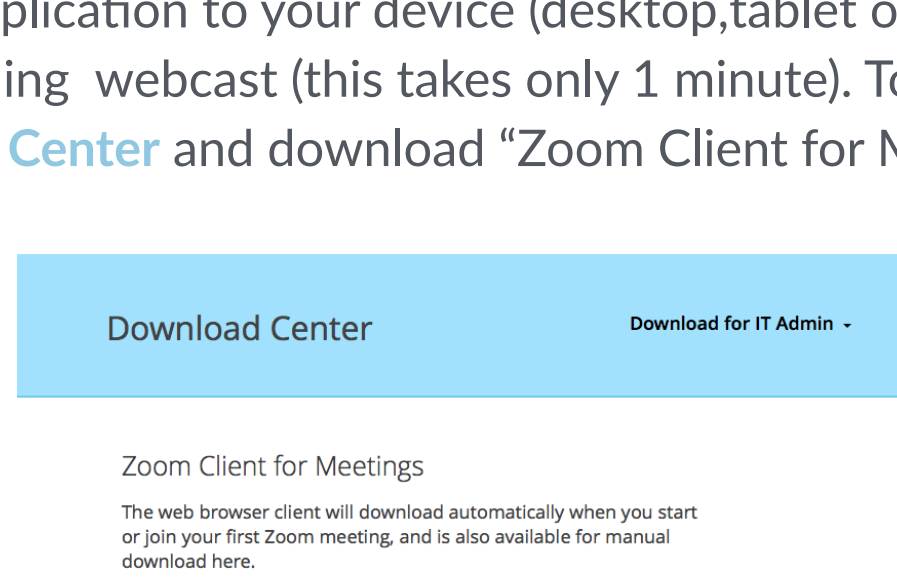 plication to your device (desktop,tablet o
ing  webcast (this takes only 1 minute). To
Center and download “Zoom Client for M
Download Center
Download for IT Admin
Zoom Client for Meetings
The web browser client will download automatically when you start
or join your first Zoom meeting, and is also available for manual
download here.